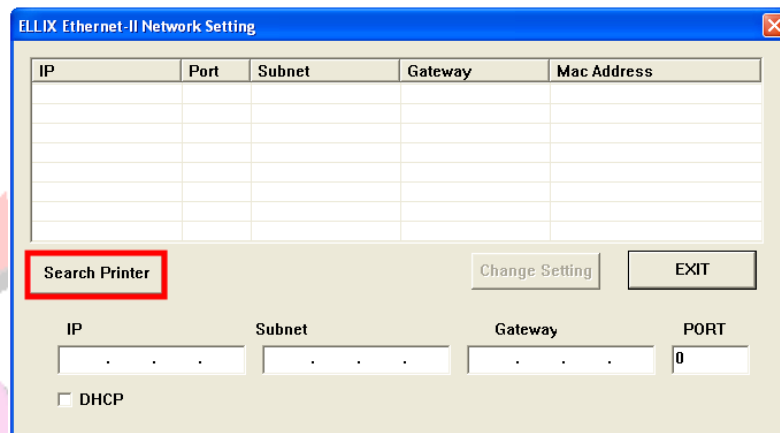 ELLIX Ethernet-II Network Setting
IP Port Subnet Gateway Mac Address
Search Printer Change Setting EXIT
IP Subnet Gateway PORT
. . . . . . . . . 0
DHCP